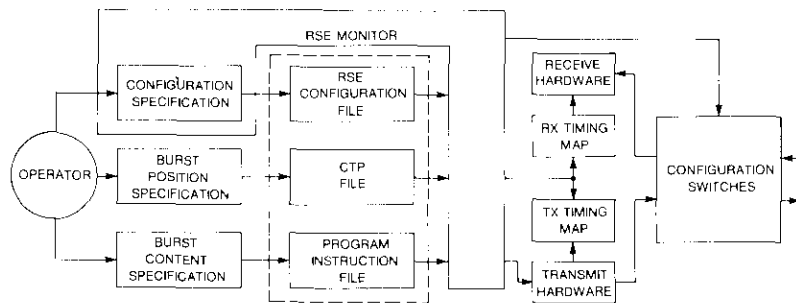 RSE MONITOR
CONFIGURATION
SPECIFICATION
RSE
CONFIGURATION
FILE
RECEIVE
HARDWARE
RX TIMING
MAP
OPERATOR
BURST
POSITION
SPECIFICATION
CTP
FILE
CONFIGURATION
SWITCHES
TX TIMING
MAP
BURST
CONTENT
SPECIFICATION
PROGRAM
INSTRUCTION
FILE
TRANSMIT
HARDWARE